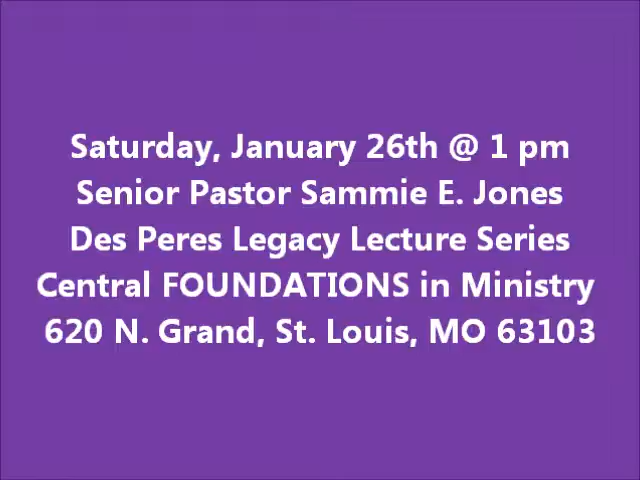 Saturday, January 26th @ 1 pm
Senior Pastor Sammie E. Jones
Des Peres Legacy Lecture Series
Central FOUNDATIONS in Ministry
620 N. Grand, St. Louis, MO 63103